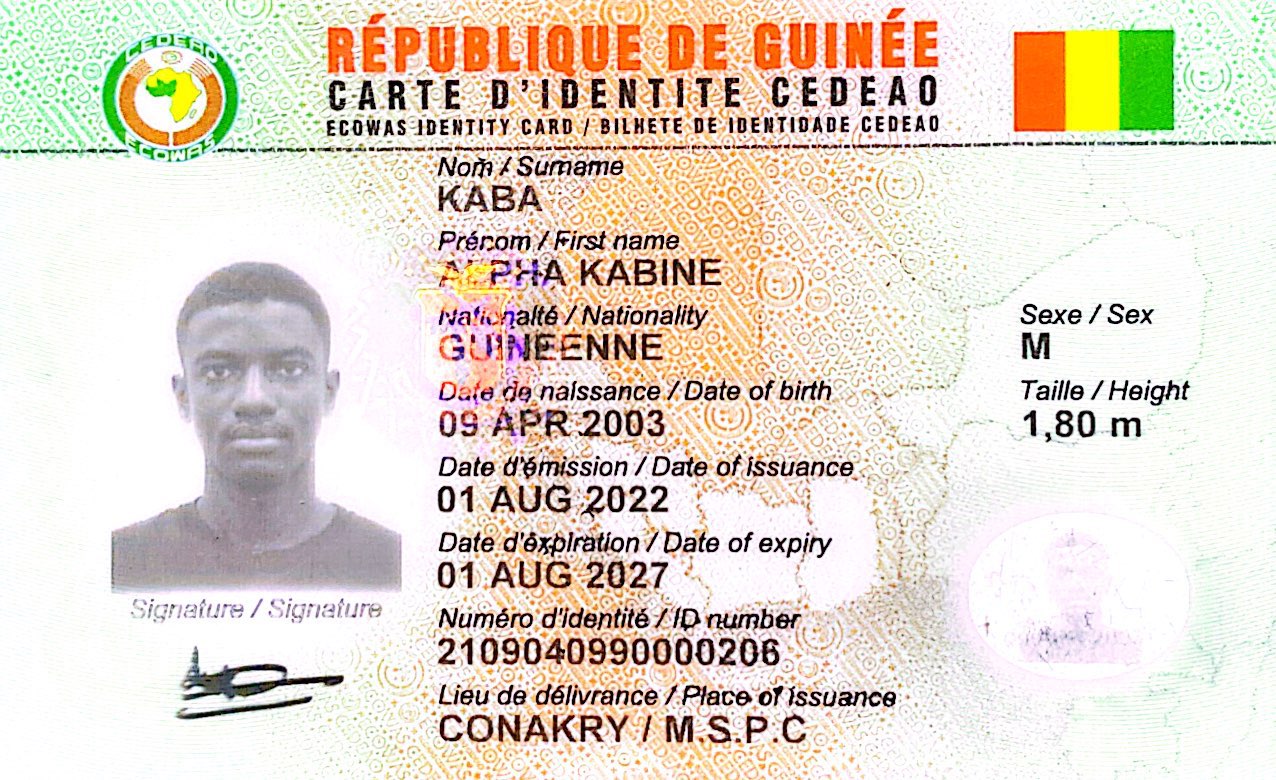 CEDEAO
ECOWAS
RÉPUBLIQUE DE GUINÉE
CARTE D'IDENTITE CEDEAO
ECOWAS IDENTITY CARD / BILHETE DE IDENTIDADE CEDEAO
Nom / Surname
KABA
Prénom / First name
ALPHA KABINE
Nationalté / Nationality
GUINEENNE
Sexe / Sex
M
Date de naissance / Date of birth
09 APR 2003
Taille / Height
1,80 m
Date d'émission / Date of issuance
01 AUG 2022
Date d'expiration / Date of expiry
01 AUG 2027
Signature / Signature
Numéro d'identité / ID number
2109040990000206
Lieu de délivrance / Place of Issuance
CONAKRY / M.S.P.C